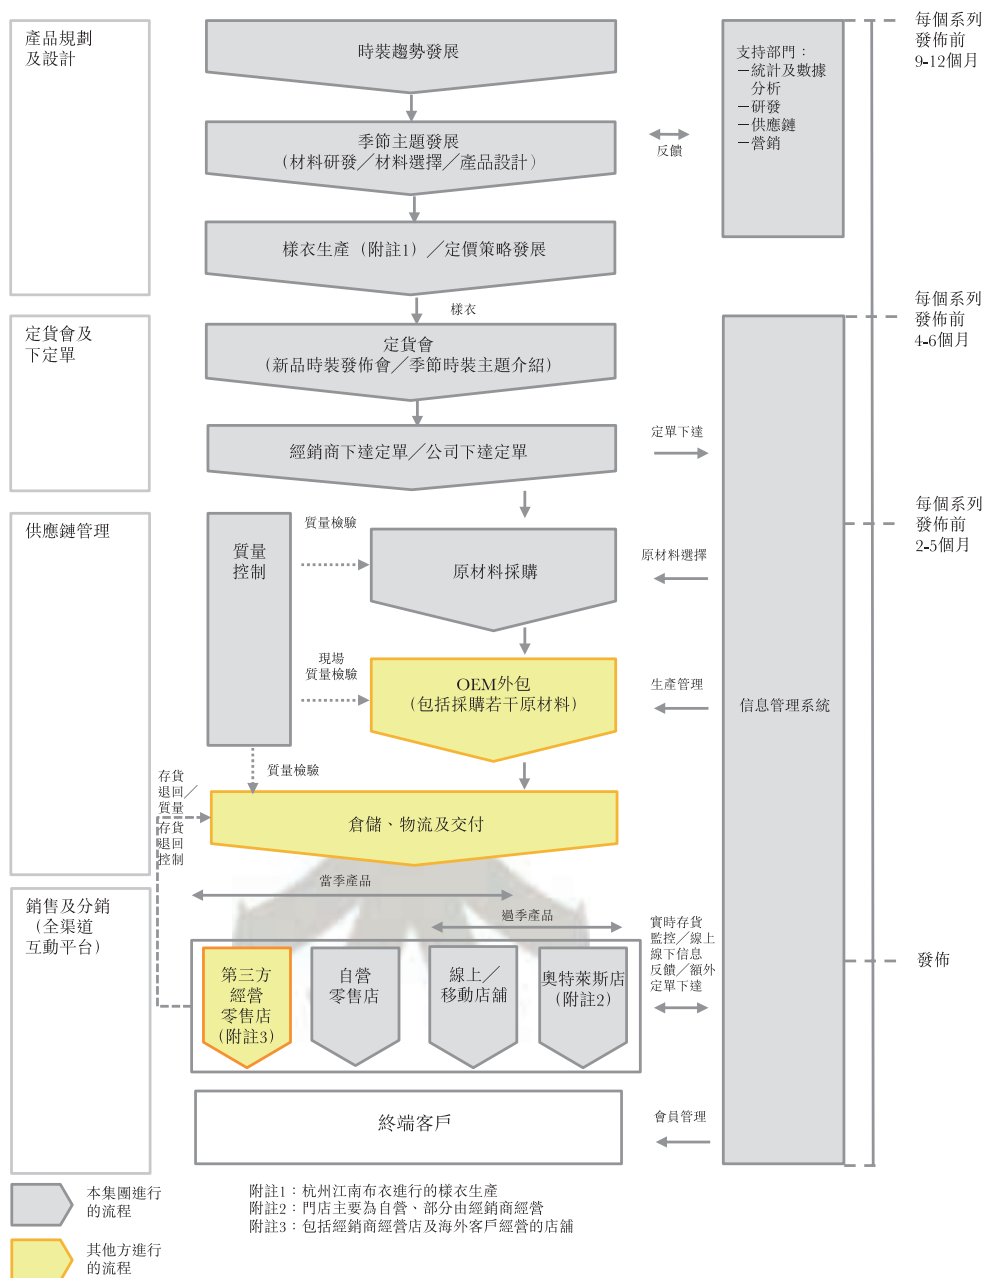 產品規劃
及設計
時裝趨勢發展
支持部門：
－統計及數據
分析
－研發
－供應鏈
－營銷
每個系列
發佈前
9-12個月
季節主題發展
（材料研發／材料選擇／產品設計）
反饋
樣衣生產（附註1）／定價策略發展
樣衣
每個系列
發佈前
4-6個月
定貨會及
下定單
定貨會
（新品時裝發佈會／季節時裝主題介紹）
經銷商下達定單／公司下達定單
定單下達
供應鏈管理
質量
控制
質量檢驗
原材料採購
原材料選擇
每個系列
發佈前
2-5個月
現場
質量檢驗
OEM外包
（包括採購若干原材料）
生產管理
信息管理系統
質量檢驗
存貨
退回／
質量
存貨
退回
控制
倉儲、物流及交付
銷售及分銷
（全渠道
互動平台）
當季產品
過季產品
第三方
經營
零售店
（附註3）
自營
零售店
線上／
移動店舖
奧特萊斯店
（附註2）
實時存貨
監控／線上
線下信息
反饋／額外
定單下達
發佈
終端客戶
會員管理
本集團進行
的流程
其他方進行
的流程
附註1：杭州江南布衣進行的樣衣生產
附註2：門店主要為自營、部分由經銷商經營
附註3：包括經銷商經營店及海外客戶經營的店舖